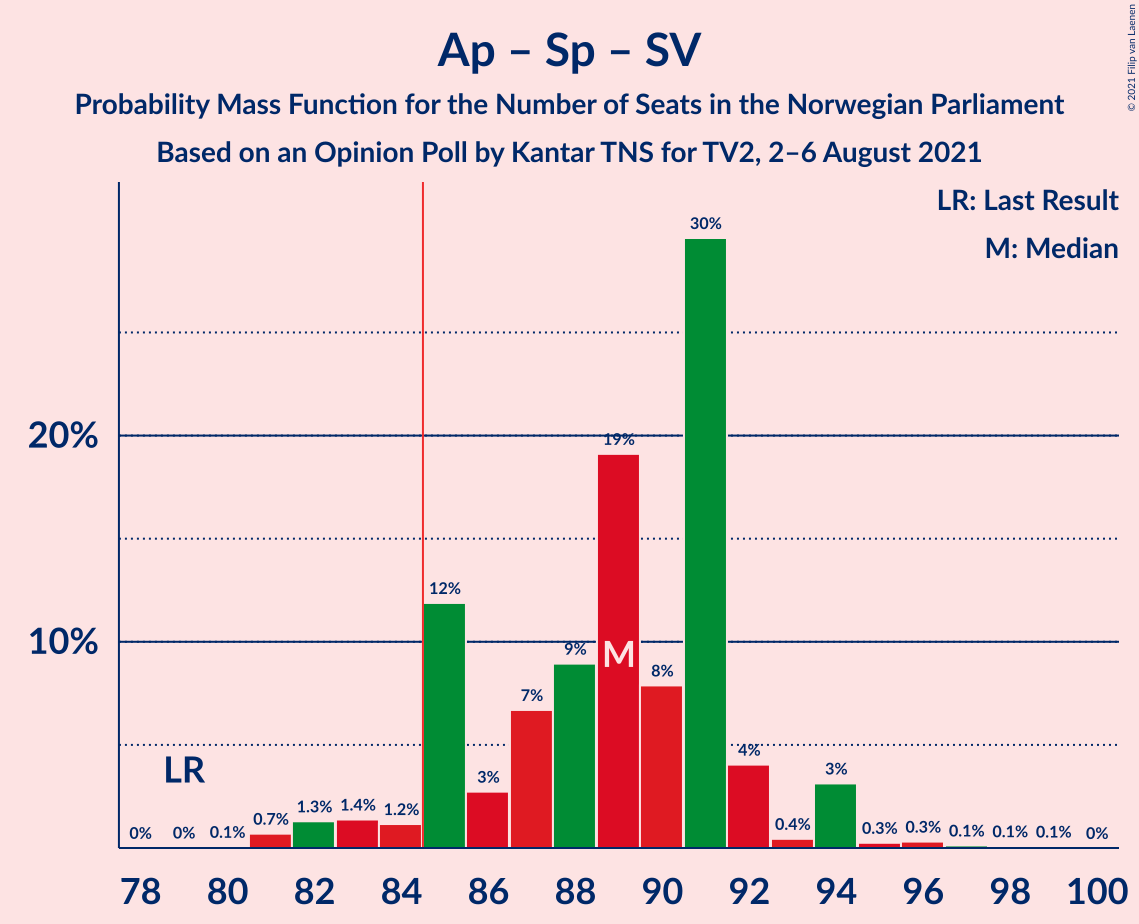 Ap – Sp – SV
Probability Mass Function for the Number of Seats in the Norwegian Parliament
Based on an Opinion Poll by Kantar TNS for TV2, 2–6 August 2021
© 2021 Filip van Laenen
LR: Last Result
M: Median
30%
20%
19%
12%
10%
9%
M
8%
7%
4%
LR
3%
3%
0%
0%
0.1%
0.7%
1.3%
1.4%
1.2%
0.4%
0.3%
0.3%
0.1%
0.1%
0.1%
0%
78 80 82 84 86 88 90 92 94 96 98 100